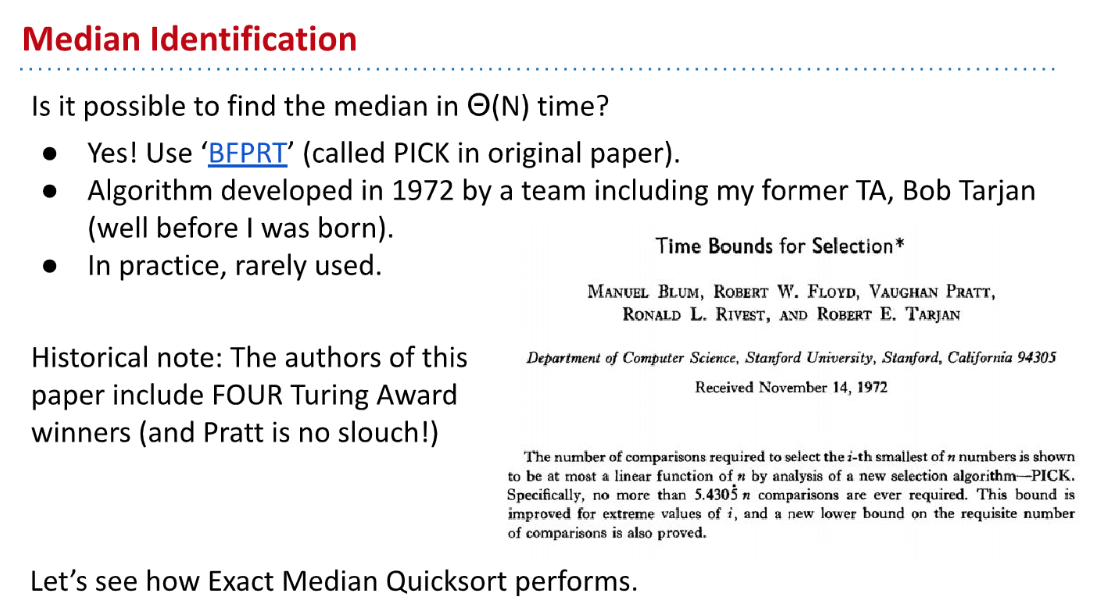 Median Identification
Is it possible to find the median in Θ(N) time?
● Yes! Use ‘BFPRT’ (called PICK in original paper).
● Algorithm developed in 1972 by a team including my former TA, Bob Tarjan
(well before I was born).
● In practice, rarely used.
Historical note: The authors of this
paper include FOUR Turing Award
winners (and Pratt is no slouch!)
Time Bounds for Selection*
MANUEL BLUM, ROBERT W. FLOYD, VAUGHAN PRATT,
RONALD L. RIVEST, AND ROBERT E. TARJAN
Department of Computer Science, Stanford University, Stanford, California 94305
Received November 14, 1972
The number of comparisons required to select the i-th smallest of n numbers is shown
to be at most a linear function of n by analysis of a new selection algorithm—PICK.
Specifically, no more than 5.4305 n comparisons are ever required. This bound is
improved for extreme values of i, and a new lower bound on the requisite number
of comparisons is also proved.
Let’s see how Exact Median Quicksort performs.